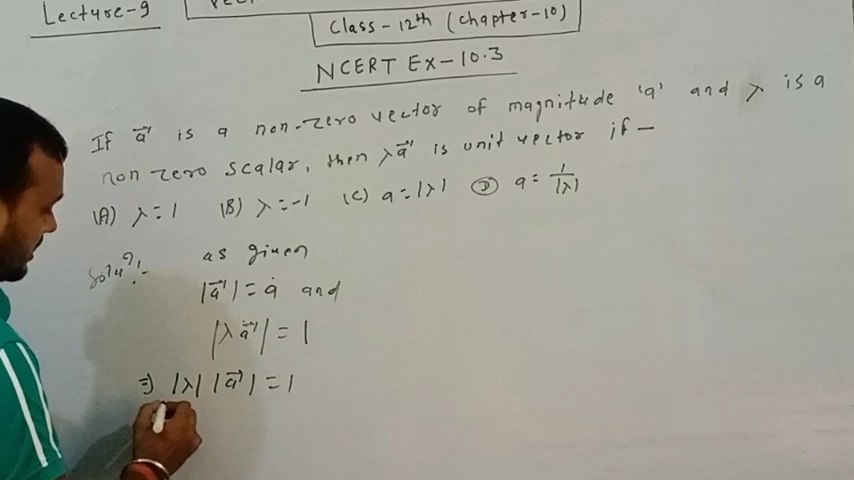 Lecture-9
Class-12th (Chapter-10)
NCERT EX-10.3
If a⃗ is a non-zero vector of magnitude 'a' and λ is a
non zero scalar, then λa⃗ is unit vector if—
(A) λ=1 (B) λ=-1 (C) a=|λ| (D) a=1/|λ|
Soluⁿ:- as given
|a⃗|=a and
|λa⃗|=1
⇒ |λ| |a⃗|=1